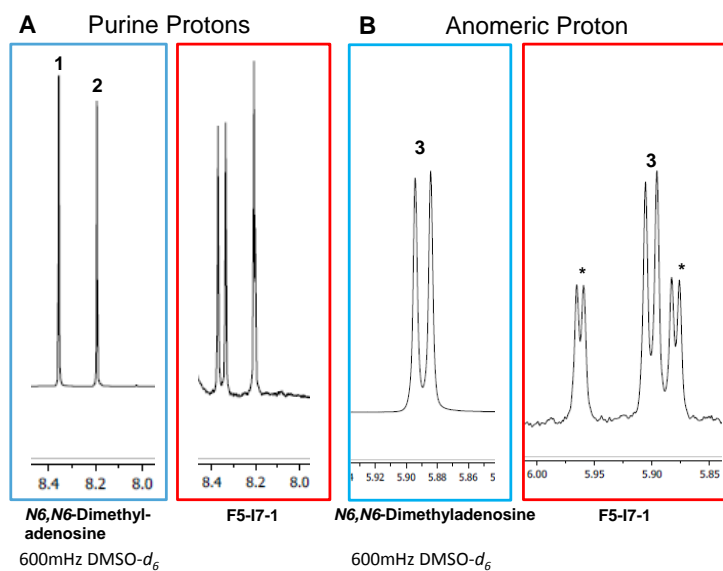 A Purine Protons
B Anomeric Proton
1
2
3
3
*
*
8.4 8.2 8.0
8.4 8.2 8.0
5.92 5.90 5.88 5.86 5
6.00 5.95 5.90 5.85
N6,N6-Dimethyl-
adenosine
F5-I7-1
N6,N6-Dimethyladenosine
F5-I7-1
600mHz DMSO-d6
600mHz DMSO-d6